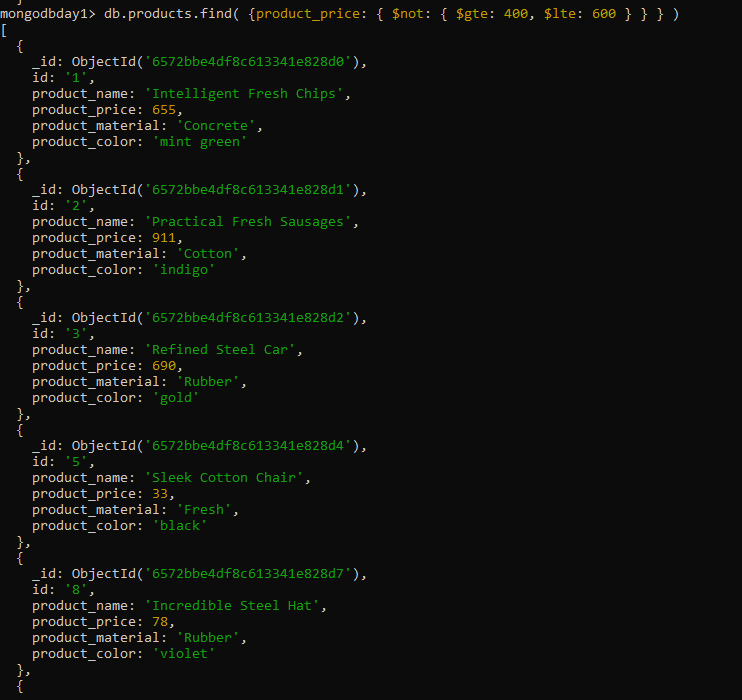 mongodbday1> db.products.find( {product_price: { $not: { $gte: 400, $lte: 600 } } } )
[
  {
    _id: ObjectId('6572bbe4df8c613341e828d0'),
    id: '1',
    product_name: 'Intelligent Fresh Chips',
    product_price: 655,
    product_material: 'Concrete',
    product_color: 'mint green'
  },
  {
    _id: ObjectId('6572bbe4df8c613341e828d1'),
    id: '2',
    product_name: 'Practical Fresh Sausages',
    product_price: 911,
    product_material: 'Cotton',
    product_color: 'indigo'
  },
  {
    _id: ObjectId('6572bbe4df8c613341e828d2'),
    id: '3',
    product_name: 'Refined Steel Car',
    product_price: 690,
    product_material: 'Rubber',
    product_color: 'gold'
  },
  {
    _id: ObjectId('6572bbe4df8c613341e828d4'),
    id: '5',
    product_name: 'Sleek Cotton Chair',
    product_price: 33,
    product_material: 'Fresh',
    product_color: 'black'
  },
  {
    _id: ObjectId('6572bbe4df8c613341e828d7'),
    id: '8',
    product_name: 'Incredible Steel Hat',
    product_price: 78,
    product_material: 'Rubber',
    product_color: 'violet'
  },
  {